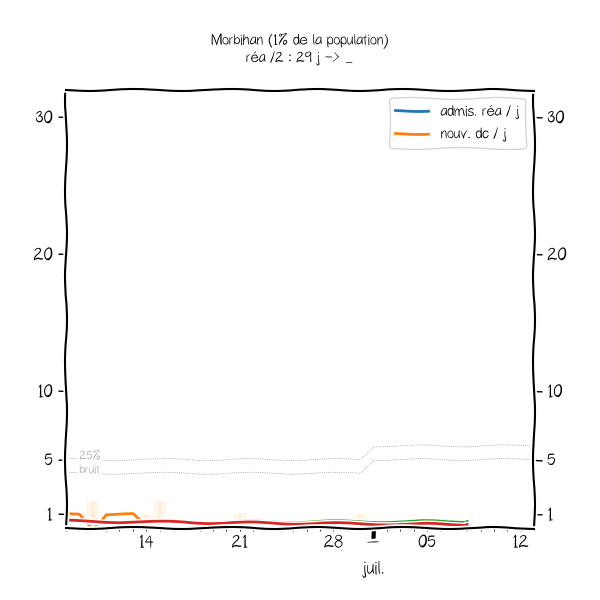 Morbihan (1% de la population)
réa /2 : 29 j -> _
admis. réa / j
nouv. dc / j
30
30
20
20
10
10
5
5
25%
bruit
1
1
14
21
28
05
12
juil.